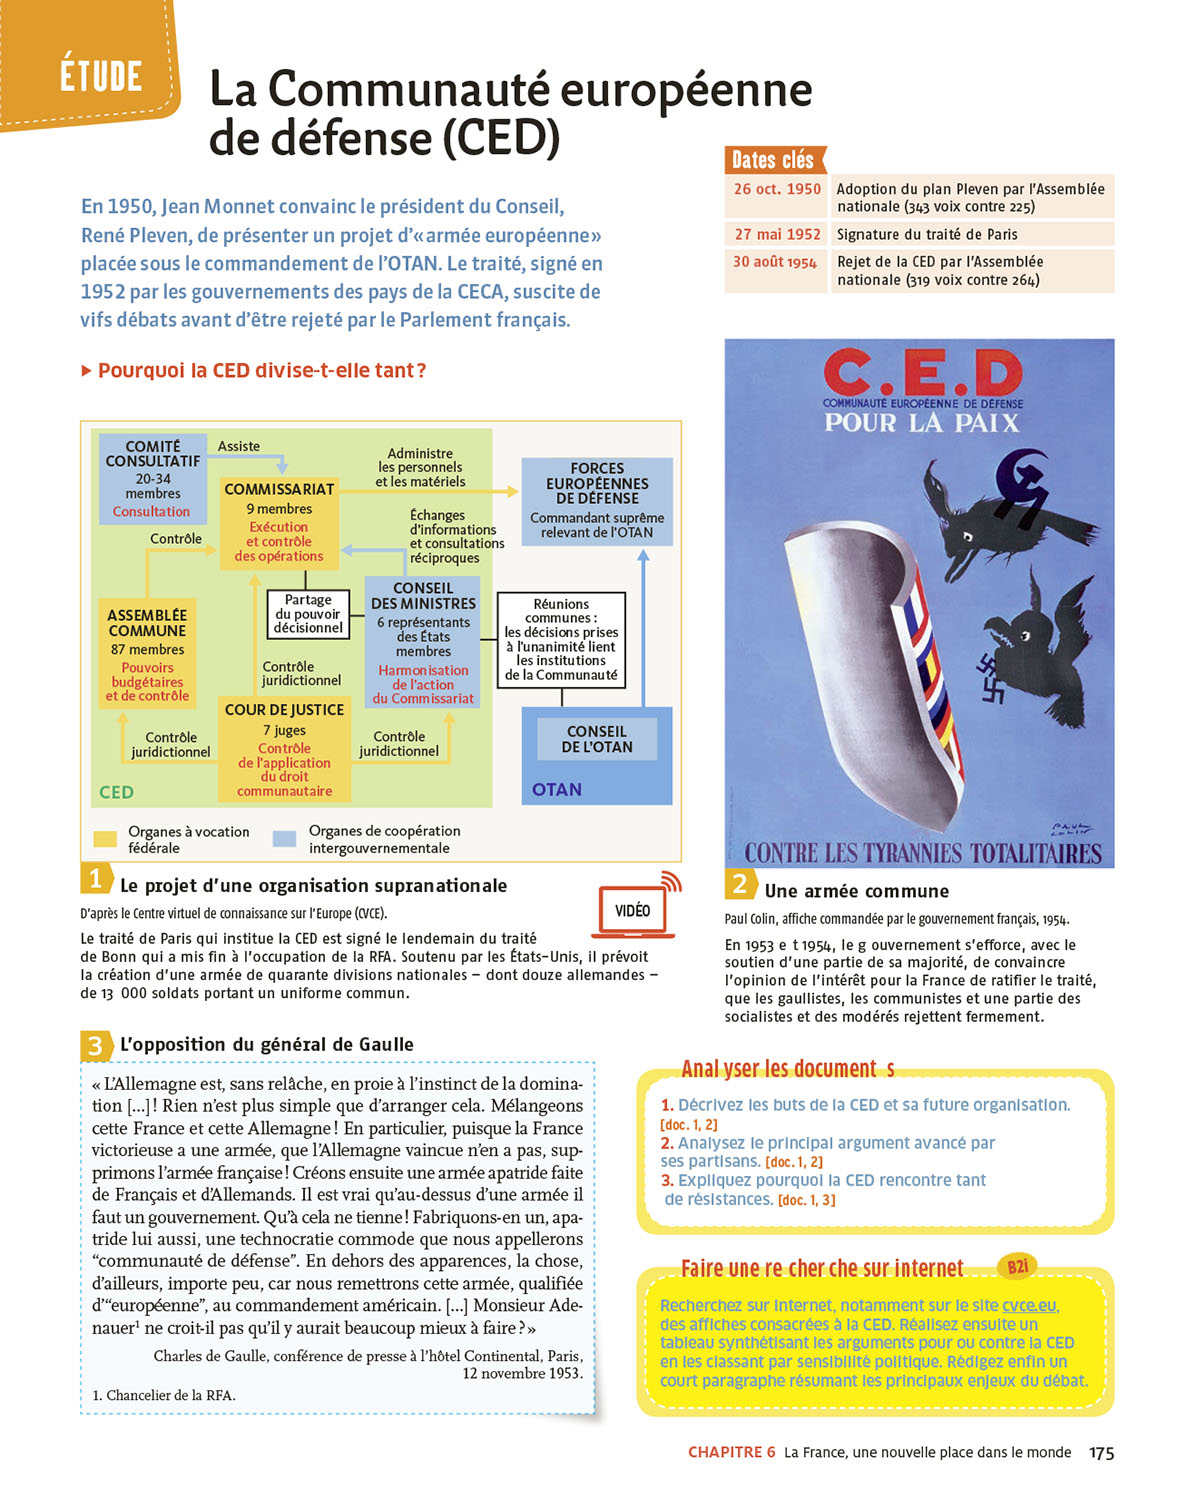 ÉTUDE
La Communauté européenne
de défense (CED)
En 1950, Jean Monnet convainc le président du Conseil,
René Pleven, de présenter un projet d’« armée européenne »
placée sous le commandement de l’OTAN. Le traité, signé en
1952 par les gouvernements des pays de la CECA, suscite de
vifs débats avant d’être rejeté par le Parlement français.
▶ Pourquoi la CED divise-t-elle tant ?
Dates clés
26 oct. 1950 Adoption du plan Pleven par l’Assemblée
nationale (343 voix contre 225)
27 mai 1952 Signature du traité de Paris
30 août 1954 Rejet de la CED par l’Assemblée
nationale (319 voix contre 264)
COMITÉ
CONSULTATIF
20-34
membres
Consultation
Assiste
COMMISSARIAT
9 membres
Exécution
et contrôle
des opérations
Administre
les personnels
et les matériels
FORCES
EUROPÉENNES
DE DÉFENSE
Commandant suprême
relevant de l’OTAN
Échanges
d’informations
et consultations
réciproques
Contrôle
Partage
du pouvoir
décisionnel
CONSEIL
DES MINISTRES
6 représentants
des États
membres
Harmonisation
de l’action
du Commissariat
Réunions
communes :
les décisions prises
à l’unanimité lient
les institutions
de la Communauté
ASSEMBLÉE
COMMUNE
87 membres
Pouvoirs
budgétaires
et de contrôle
Contrôle
juridictionnel
COUR DE JUSTICE
7 juges
Contrôle
de l’application
du droit
communautaire
Contrôle
juridictionnel
Contrôle
juridictionnel
CONSEIL
DE L’OTAN
CED
OTAN
Organes à vocation
fédérale
Organes de coopération
intergouvernementale
1 Le projet d’une organisation supranationale
D’après le Centre virtuel de connaissance sur l’Europe (CVCE).
VIDÉO
Le traité de Paris qui institue la CED est signé le lendemain du traité
de Bonn qui a mis fin à l’occupation de la RFA. Soutenu par les États-Unis, il prévoit
la création d’une armée de quarante divisions nationales – dont douze allemandes –
de 13 000 soldats portant un uniforme commun.
C.E.D
COMMUNAUTÉ EUROPÉENNE DE DÉFENSE
POUR LA PAIX
PAUL
COLIN
CONTRE LES TYRANNIES TOTALITAIRES
2 Une armée commune
Paul Colin, affiche commandée par le gouvernement français, 1954.
En 1953 e t 1954, le g ouvernement s’efforce, avec le
soutien d’une partie de sa majorité, de convaincre
l’opinion de l’intérêt pour la France de ratifier le traité,
que les gaullistes, les communistes et une partie des
socialistes et des modérés rejettent fermement.
3 L’opposition du général de Gaulle
« L’Allemagne est, sans relâche, en proie à l’instinct de la domina-
tion [...] ! Rien n’est plus simple que d’arranger cela. Mélangeons
cette France et cette Allemagne ! En particulier, puisque la France
victorieuse a une armée, que l’Allemagne vaincue n’en a pas, sup-
primons l’armée française ! Créons ensuite une armée apatride faite
de Français et d’Allemands. Il est vrai qu’au-dessus d’une armée il
faut un gouvernement. Qu’à cela ne tienne ! Fabriquons-en un, apa-
tride lui aussi, une technocratie commode que nous appellerons
“communauté de défense”. En dehors des apparences, la chose,
d’ailleurs, importe peu, car nous remettrons cette armée, qualifiée
d’“européenne”, au commandement américain. [...] Monsieur Ade-
nauer¹ ne croit-il pas qu’il y aurait beaucoup mieux à faire ? »
Charles de Gaulle, conférence de presse à l’hôtel Continental, Paris,
12 novembre 1953.
1. Chancelier de la RFA.
Anal yser les document s
1. Décrivez les buts de la CED et sa future organisation.
[doc. 1, 2]
2. Analysez le principal argument avancé par
ses partisans. [doc. 1, 2]
3. Expliquez pourquoi la CED rencontre tant
de résistances. [doc. 1, 3]
Faire une re cher che sur internet B2i
Recherchez sur Internet, notamment sur le site cvce.eu,
des affiches consacrées à la CED. Réalisez ensuite un
tableau synthétisant les arguments pour ou contre la CED
en les classant par sensibilité politique. Rédigez enfin un
court paragraphe résumant les principaux enjeux du débat.
CHAPITRE 6 La France, une nouvelle place dans le monde 175